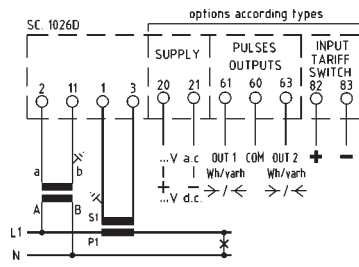 options according types
SC. 1026D
SUPPLY
PULSES
OUTPUTS
INPUT
TARIFF
SWITCH
2 11 1 3 20 21 61 60 63 82 83
a b
...V a.c
+ −
...V d.c.
OUT 1 COM OUT 2
Wh/varh Wh/varh
+ −
A B
S1
L1
P1
N